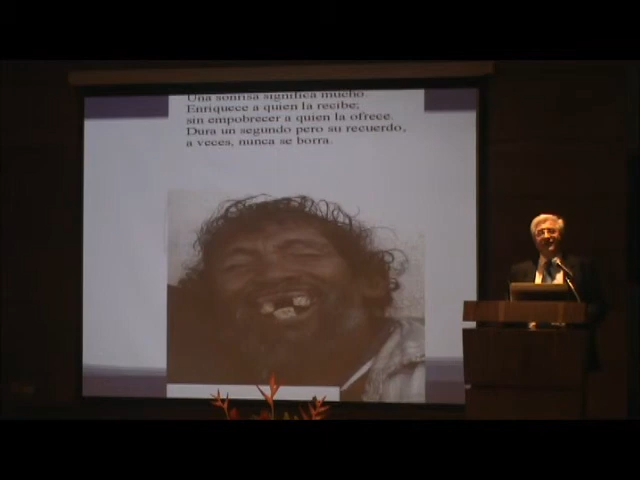 Una sonrisa significa mucho.
Enriquece a quien la recibe;
sin empobrecer a quien la ofrece.
Dura un segundo pero su recuerdo,
a veces, nunca se borra.